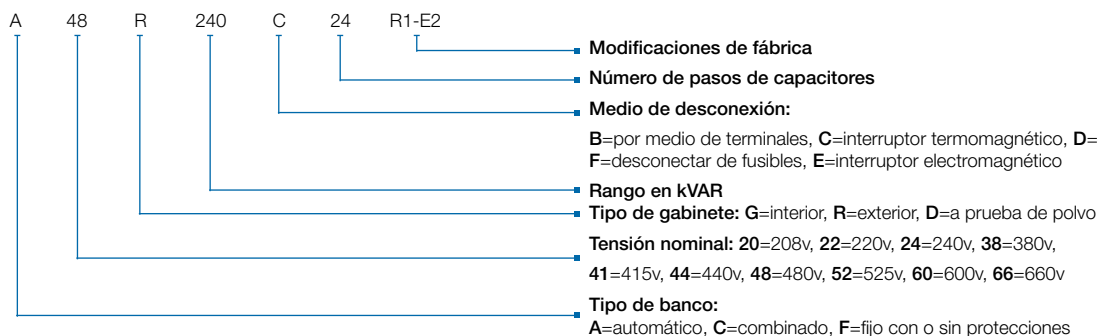 A 48 R 240 C 24 R1-E2
Modificaciones de fábrica
Número de pasos de capacitores
Medio de desconexión:
B=por medio de terminales, C=interruptor termomagnético, D=
F=desconectar de fusibles, E=interruptor electromagnético
Rango en kVAR
Tipo de gabinete: G=interior, R=exterior, D=a prueba de polvo
Tensión nominal: 20=208v, 22=220v, 24=240v, 38=380v,
41=415v, 44=440v, 48=480v, 52=525v, 60=600v, 66=660v
Tipo de banco:
A=automático, C=combinado, F=fijo con o sin protecciones